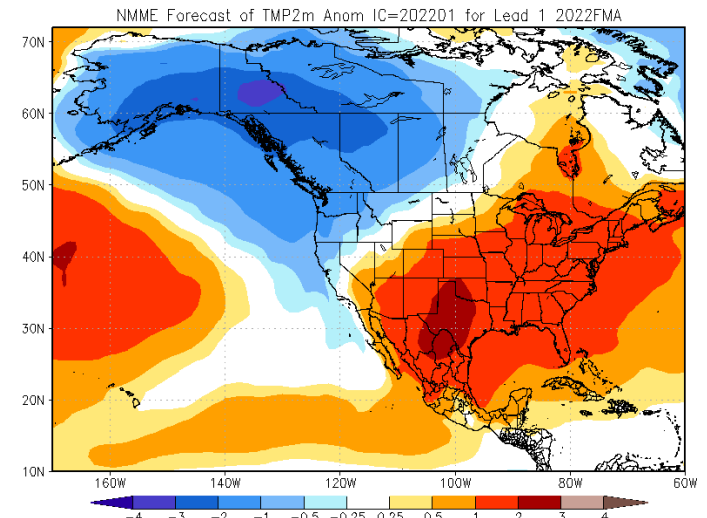 NMME Forecast of TMP2m Anom IC=202201 for Lead 1 2022FMA
70N
60N
50N
40N
30N
20N
10N
160W 140W 120W 100W 80W 60W
-4 -3 -2 -1 -0.5 -0.25 0.25 0.5 1 2 3 4